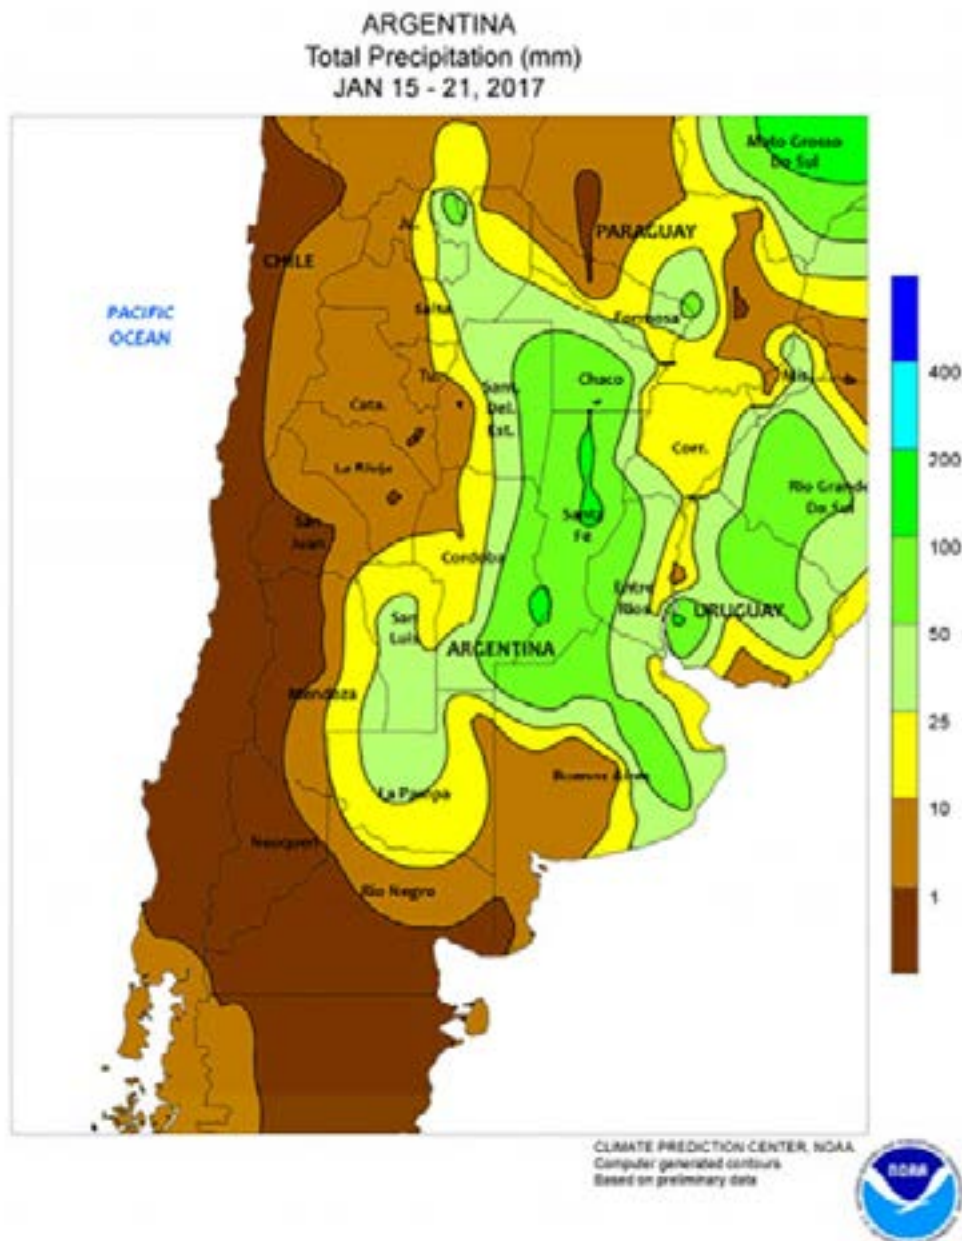 ARGENTINA
Total Precipitation (mm)
JAN 15 - 21, 2017
Mato Grosso
Do Sul
Ju.
PARAGUAY
CHILE
PACIFIC
OCEAN
Salta
Formosa
400
Tu.
Sant.
Del.
Est.
Chaco
Mis.
Cata.
Corr.
La Rioja
200
Rio Grande
Do Sul
San
Juan
Santa
Fe
100
Cordoba
Entre
Rios
URUGUAY
San
Luis
ARGENTINA
50
Mendoza
25
Buenos Aires
La Pampa
10
Neuquen
Rio Negro
1
CLIMATE PREDICTION CENTER, NOAA
Computer generated contours
Based on preliminary data
NOAA